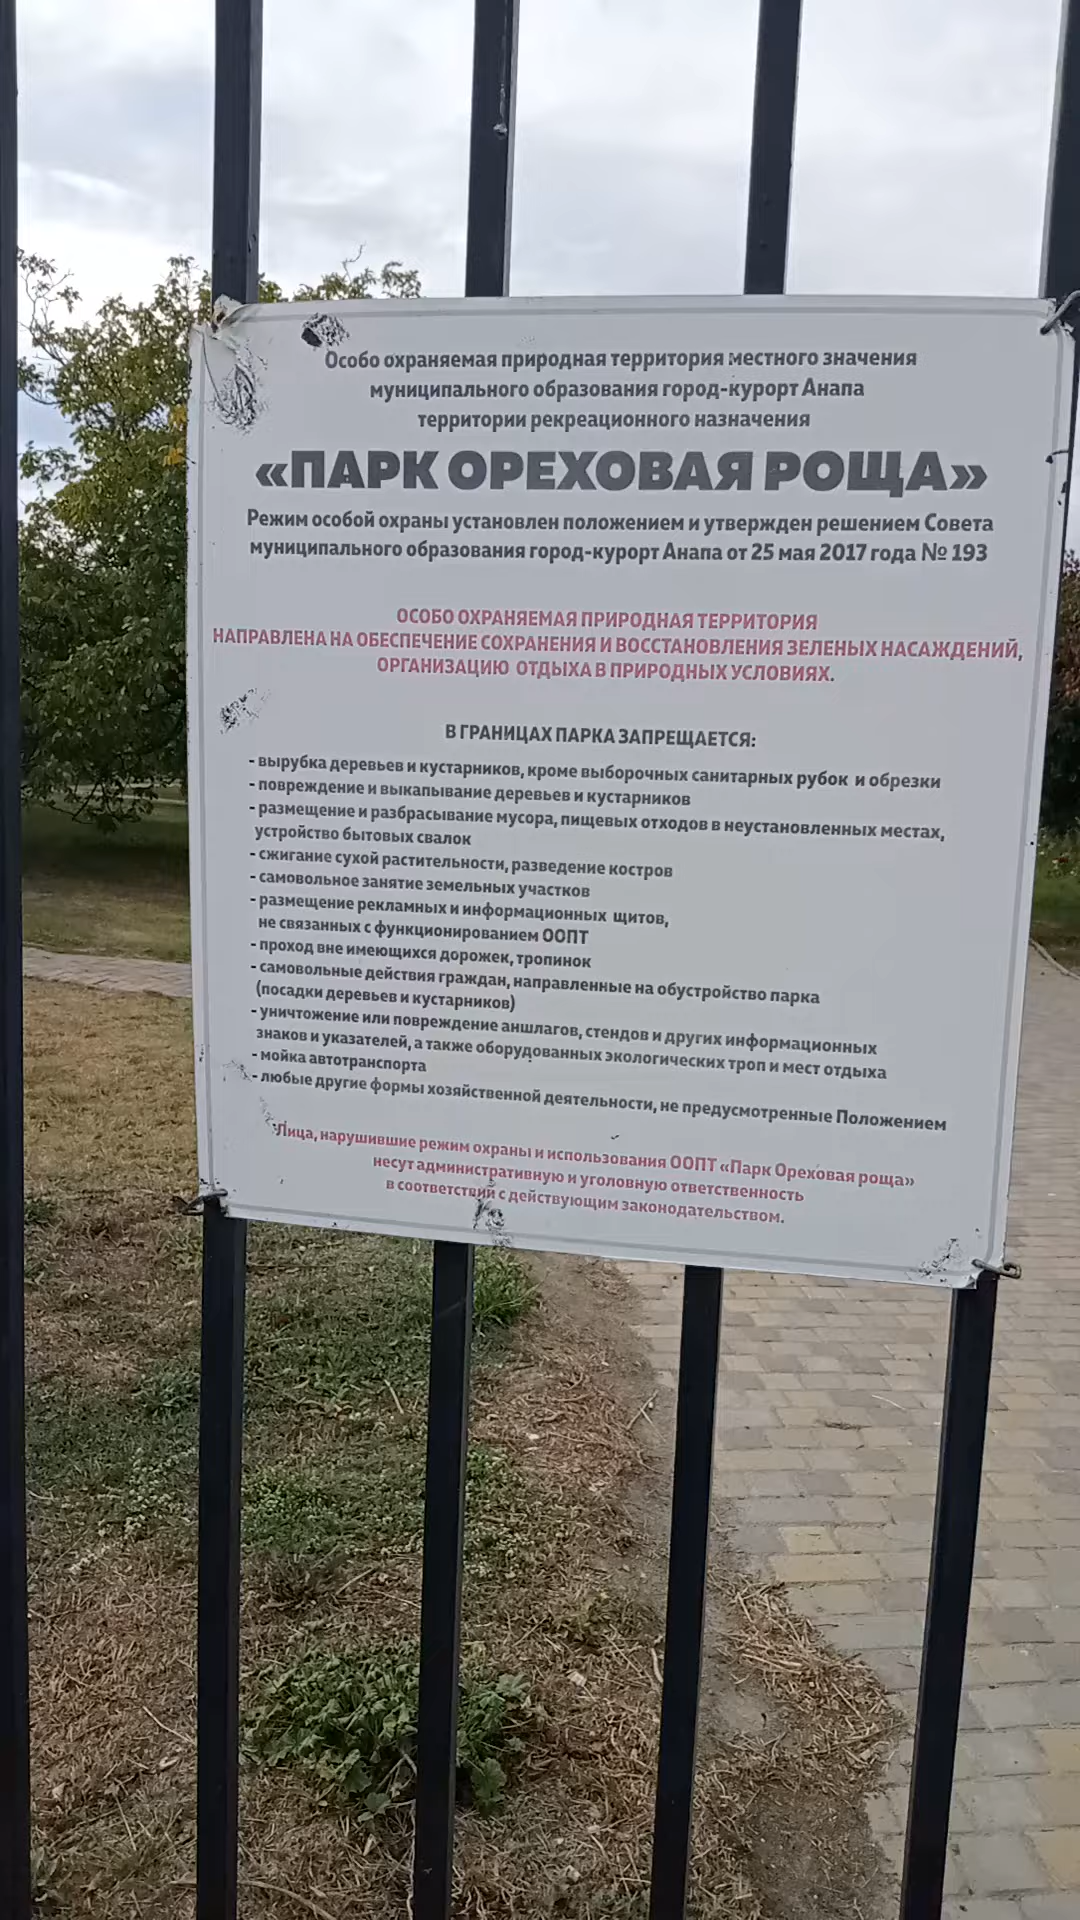 Особо охраняемая природная территория местного значения
муниципального образования город-курорт Анапа
территории рекреационного назначения
«ПАРК ОРЕХОВАЯ РОЩА»
Режим особой охраны установлен положением и утвержден решением Совета
муниципального образования город-курорт Анапа от 25 мая 2017 года № 193
ОСОБО ОХРАНЯЕМАЯ ПРИРОДНАЯ ТЕРРИТОРИЯ
НАПРАВЛЕНА НА ОБЕСПЕЧЕНИЕ СОХРАНЕНИЯ И ВОССТАНОВЛЕНИЯ ЗЕЛЕНЫХ НАСАЖДЕНИЙ,
ОРГАНИЗАЦИЮ ОТДЫХА В ПРИРОДНЫХ УСЛОВИЯХ.
В ГРАНИЦАХ ПАРКА ЗАПРЕЩАЕТСЯ:
- вырубка деревьев и кустарников, кроме выборочных санитарных рубок и обрезки
- повреждение и выкапывание деревьев и кустарников
- размещение и разбрасывание мусора, пищевых отходов в неустановленных местах,
устройство бытовых свалок
- сжигание сухой растительности, разведение костров
- самовольное занятие земельных участков
- размещение рекламных и информационных щитов,
не связанных с функционированием ООПТ
- проход вне имеющихся дорожек, тропинок
- самовольные действия граждан, направленные на обустройство парка
(посадки деревьев и кустарников)
- уничтожение или повреждение аншлагов, стендов и других информационных
знаков и указателей, а также оборудованных экологических троп и мест отдыха
- мойка автотранспорта
- любые другие формы хозяйственной деятельности, не предусмотренные Положением
Лица, нарушившие режим охраны и использования ООПТ «Парк Ореховая роща»
несут административную и уголовную ответственность
в соответствии с действующим законодательством.